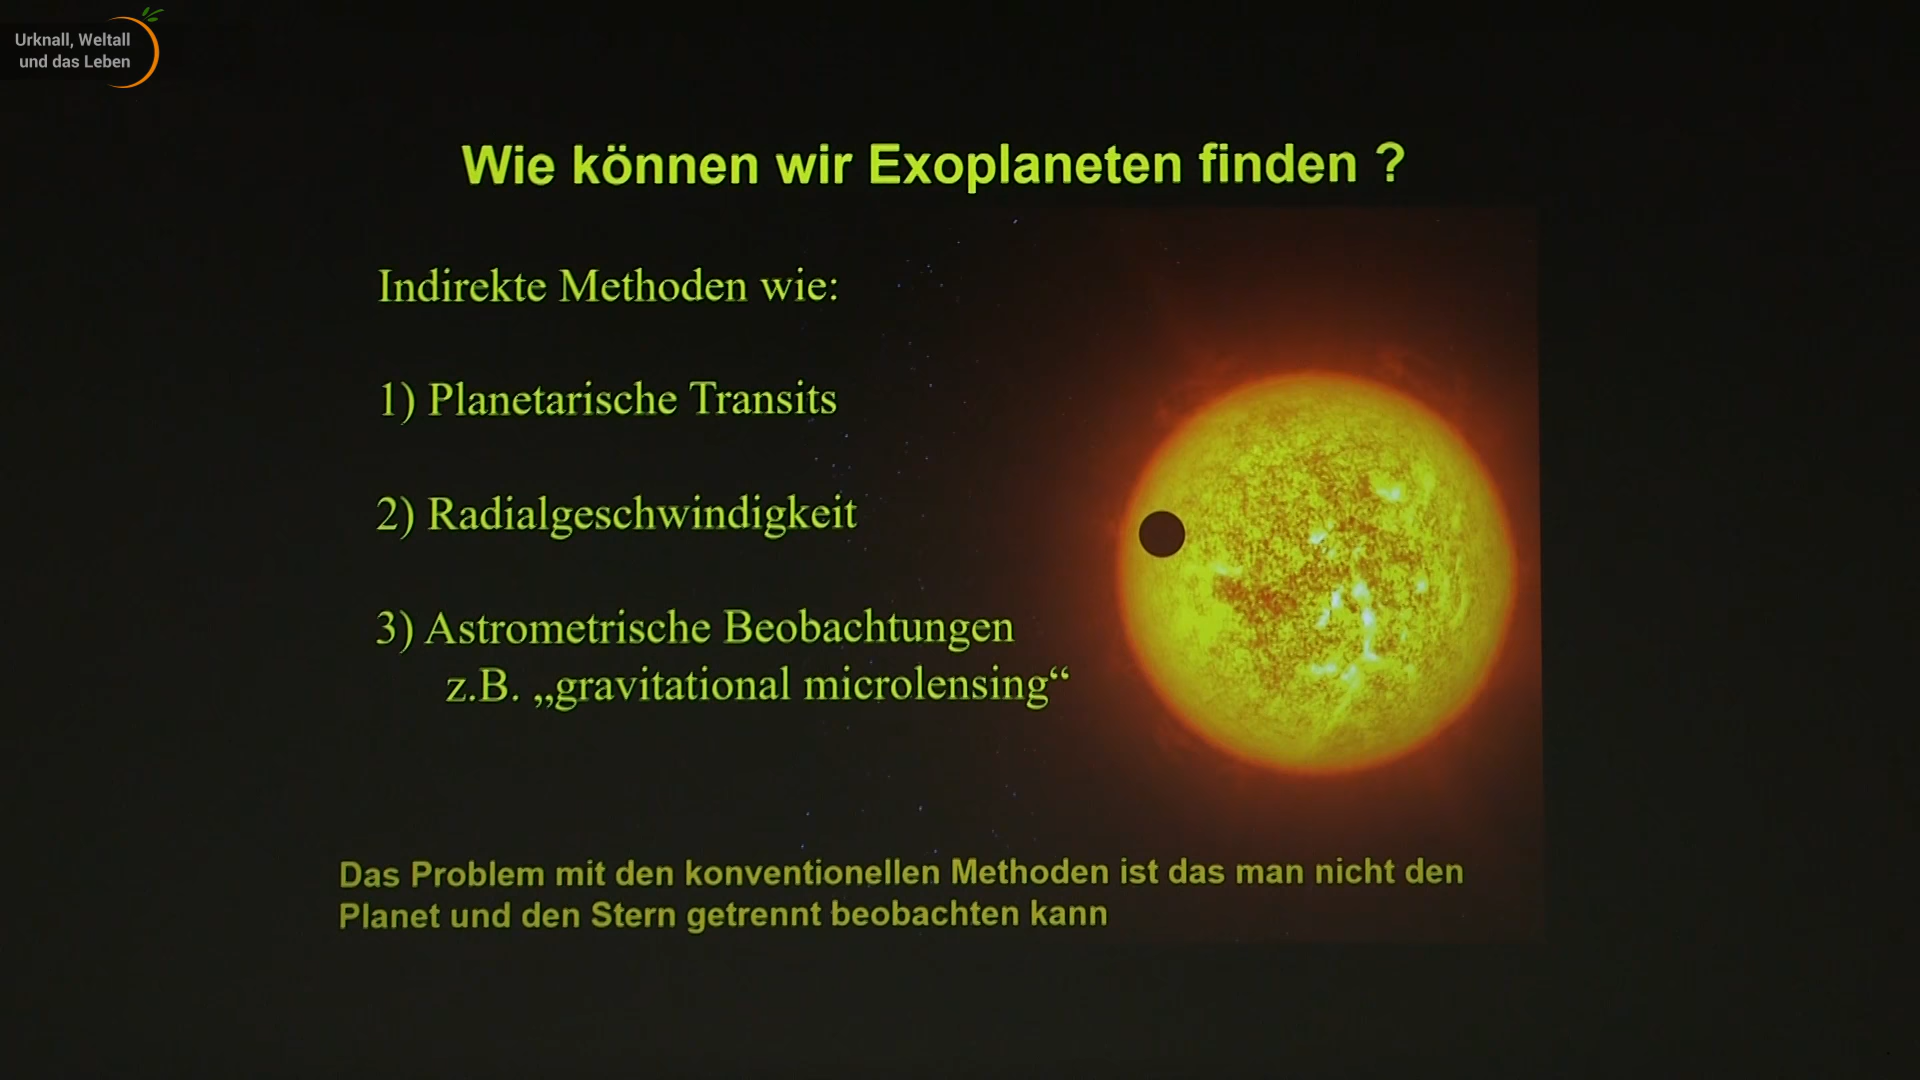 Urknall, Weltall
und das Leben
Wie können wir Exoplaneten finden ?
Indirekte Methoden wie:
1) Planetarische Transits
2) Radialgeschwindigkeit
3) Astrometrische Beobachtungen
z.B. „gravitational microlensing“
Das Problem mit den konventionellen Methoden ist das man nicht den
Planet und den Stern getrennt beobachten kann